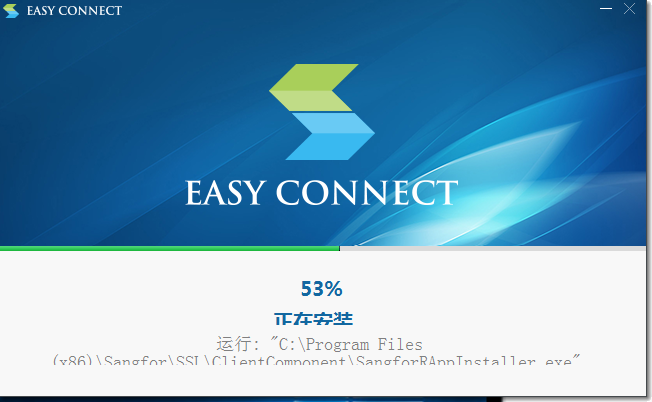 EASY CONNECT
EASY CONNECT
53%
正在安装
运行: "C:\Program Files
(x86)\Sangfor\SSL\ClientComponent\SangforRAppInstaller.exe"